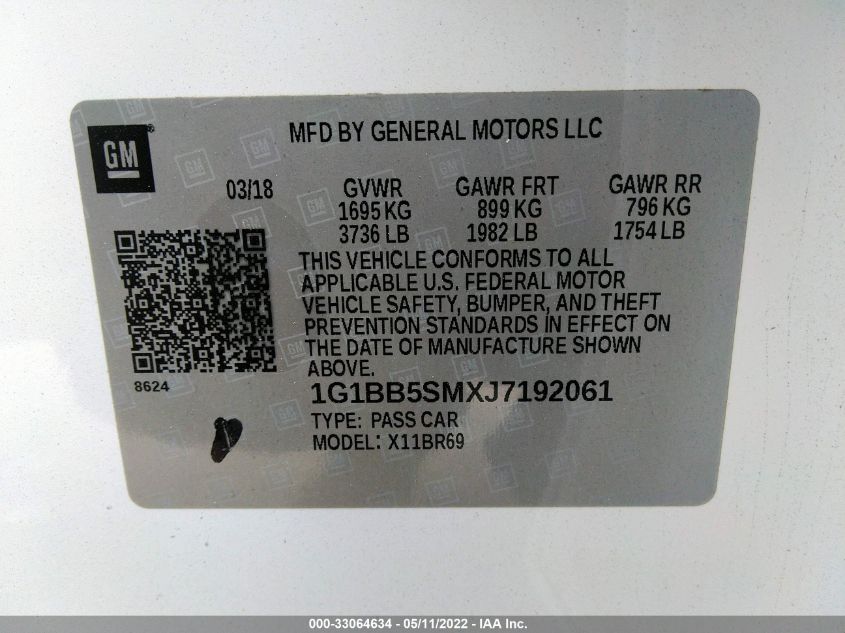 GM®
MFD BY GENERAL MOTORS LLC
03/18 GVWR GAWR FRT GAWR RR
1695 KG 899 KG 796 KG
3736 LB 1982 LB 1754 LB
THIS VEHICLE CONFORMS TO ALL
APPLICABLE U.S. FEDERAL MOTOR
VEHICLE SAFETY, BUMPER, AND THEFT
PREVENTION STANDARDS IN EFFECT ON
THE DATE OF MANUFACTURE SHOWN
ABOVE.
8624
1G1BB5SMXJ7192061
TYPE: PASS CAR
MODEL: X11BR69
000-33064634 - 05/11/2022 - IAA Inc.